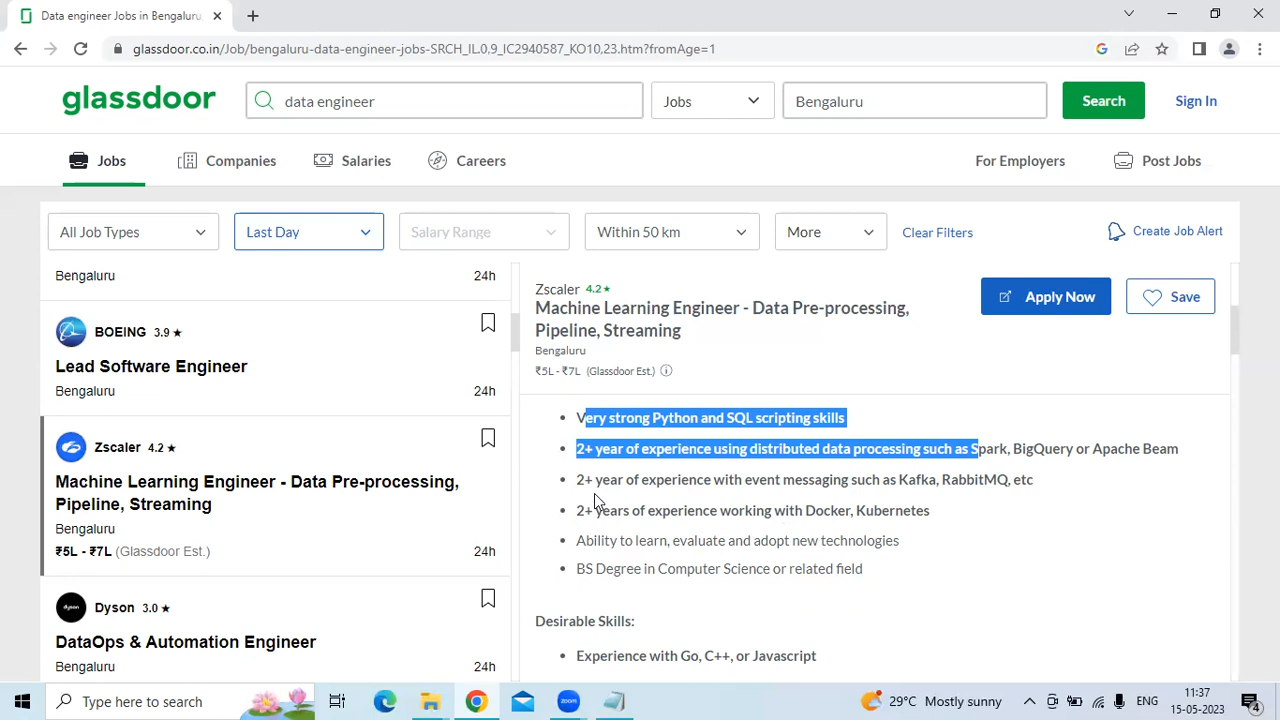 Data engineer Jobs in Bengaluru,
glassdoor.co.in/Job/bengaluru-data-engineer-jobs-SRCH_IL.0,9_IC2940587_KO10,23.htm?fromAge=1
glassdoor
data engineer
Jobs
Bengaluru
Search
Sign In
Jobs
Companies
Salaries
Careers
For Employers
Post Jobs
All Job Types
Last Day
Salary Range
Within 50 km
More
Clear Filters
Create Job Alert
Bengaluru
24h
BOEING 3.9 ★
Lead Software Engineer
Bengaluru
24h
Zscaler 4.2 ★
Machine Learning Engineer - Data Pre-processing,
Pipeline, Streaming
Bengaluru
₹5L - ₹7L (Glassdoor Est.)
24h
dyson
Dyson 3.0 ★
DataOps & Automation Engineer
Bengaluru
24h
Zscaler 4.2 ★
Machine Learning Engineer - Data Pre-processing,
Pipeline, Streaming
Bengaluru
₹5L - ₹7L (Glassdoor Est.)
Apply Now
Save
• Very strong Python and SQL scripting skills
• 2+ year of experience using distributed data processing such as Spark, BigQuery or Apache Beam
• 2+ year of experience with event messaging such as Kafka, RabbitMQ, etc
• 2+ years of experience working with Docker, Kubernetes
• Ability to learn, evaluate and adopt new technologies
• BS Degree in Computer Science or related field
Desirable Skills:
• Experience with Go, C++, or Javascript
Type here to search
zoom
29°C Mostly sunny
ENG
11:37
15-05-2023
4